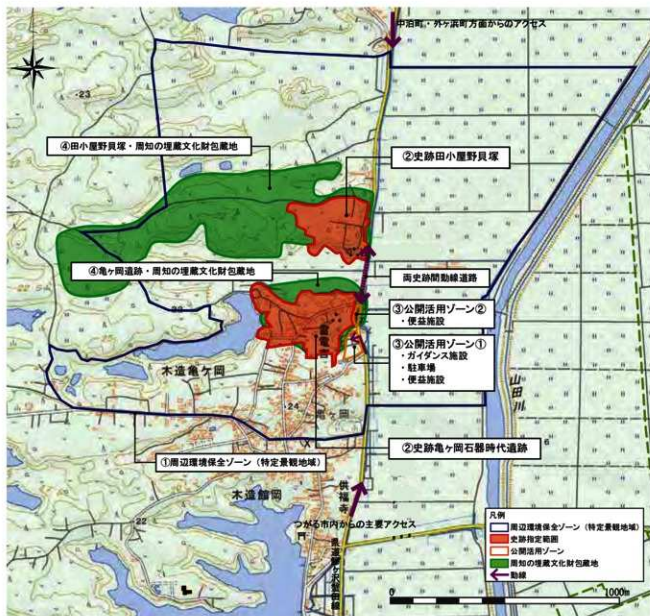 中泊町・外ヶ浜町方面からのアクセス
・23
④田小屋野貝塚・周知の埋蔵文化財包蔵地
②史跡田小屋野貝塚
④亀ヶ岡遺跡・周知の埋蔵文化財包蔵地
両史跡間動線道路
③公開活用ゾーン②
・便益施設
③公開活用ゾーン①
・ガイダンス施設
・駐車場
・便益施設
木造亀ヶ岡
・24
山田川
①周辺環境保全ゾーン（特定景観地域）
②史跡亀ヶ岡石器時代遺跡
木造館岡
22
つがる市内からの主要アクセス
凡例
周辺環境保全ゾーン（特定景観地域）
史跡指定範囲
公開活用ゾーン
周知の埋蔵文化財包蔵地
動線
0
1000m